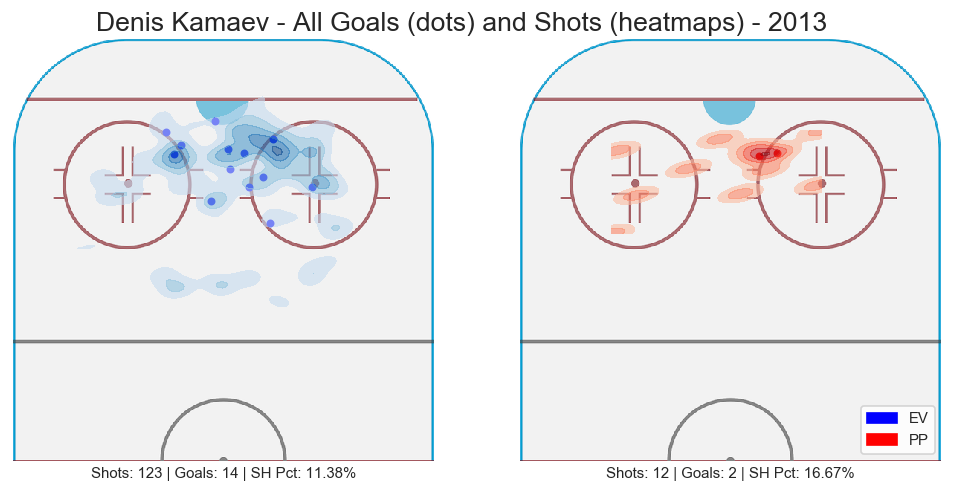 Denis Kamaev - All Goals (dots) and Shots (heatmaps) - 2013
EV
PP
Shots: 123 | Goals: 14 | SH Pct: 11.38%
Shots: 12 | Goals: 2 | SH Pct: 16.67%